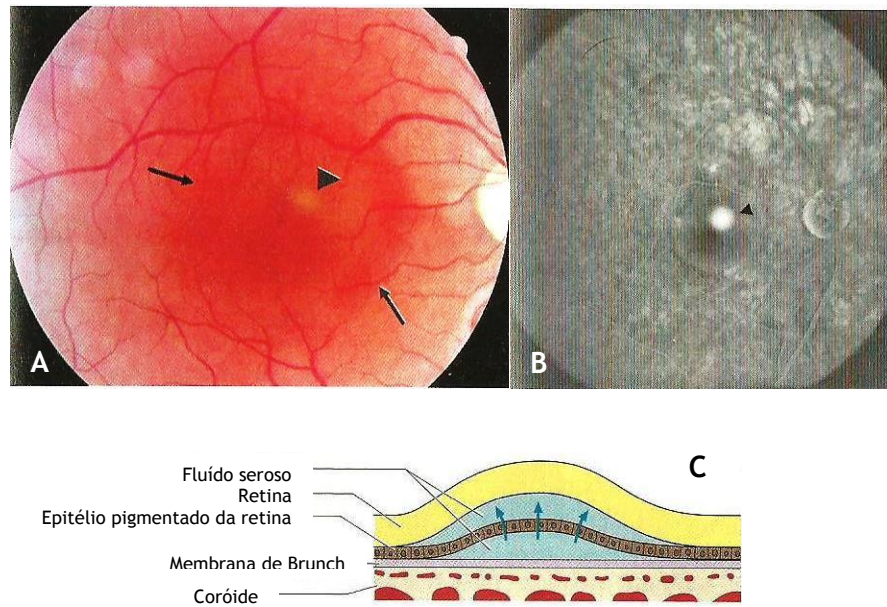 A
B
C
Fluído seroso
Retina
Epitélio pigmentado da retina
Membrana de Brunch
Coróide